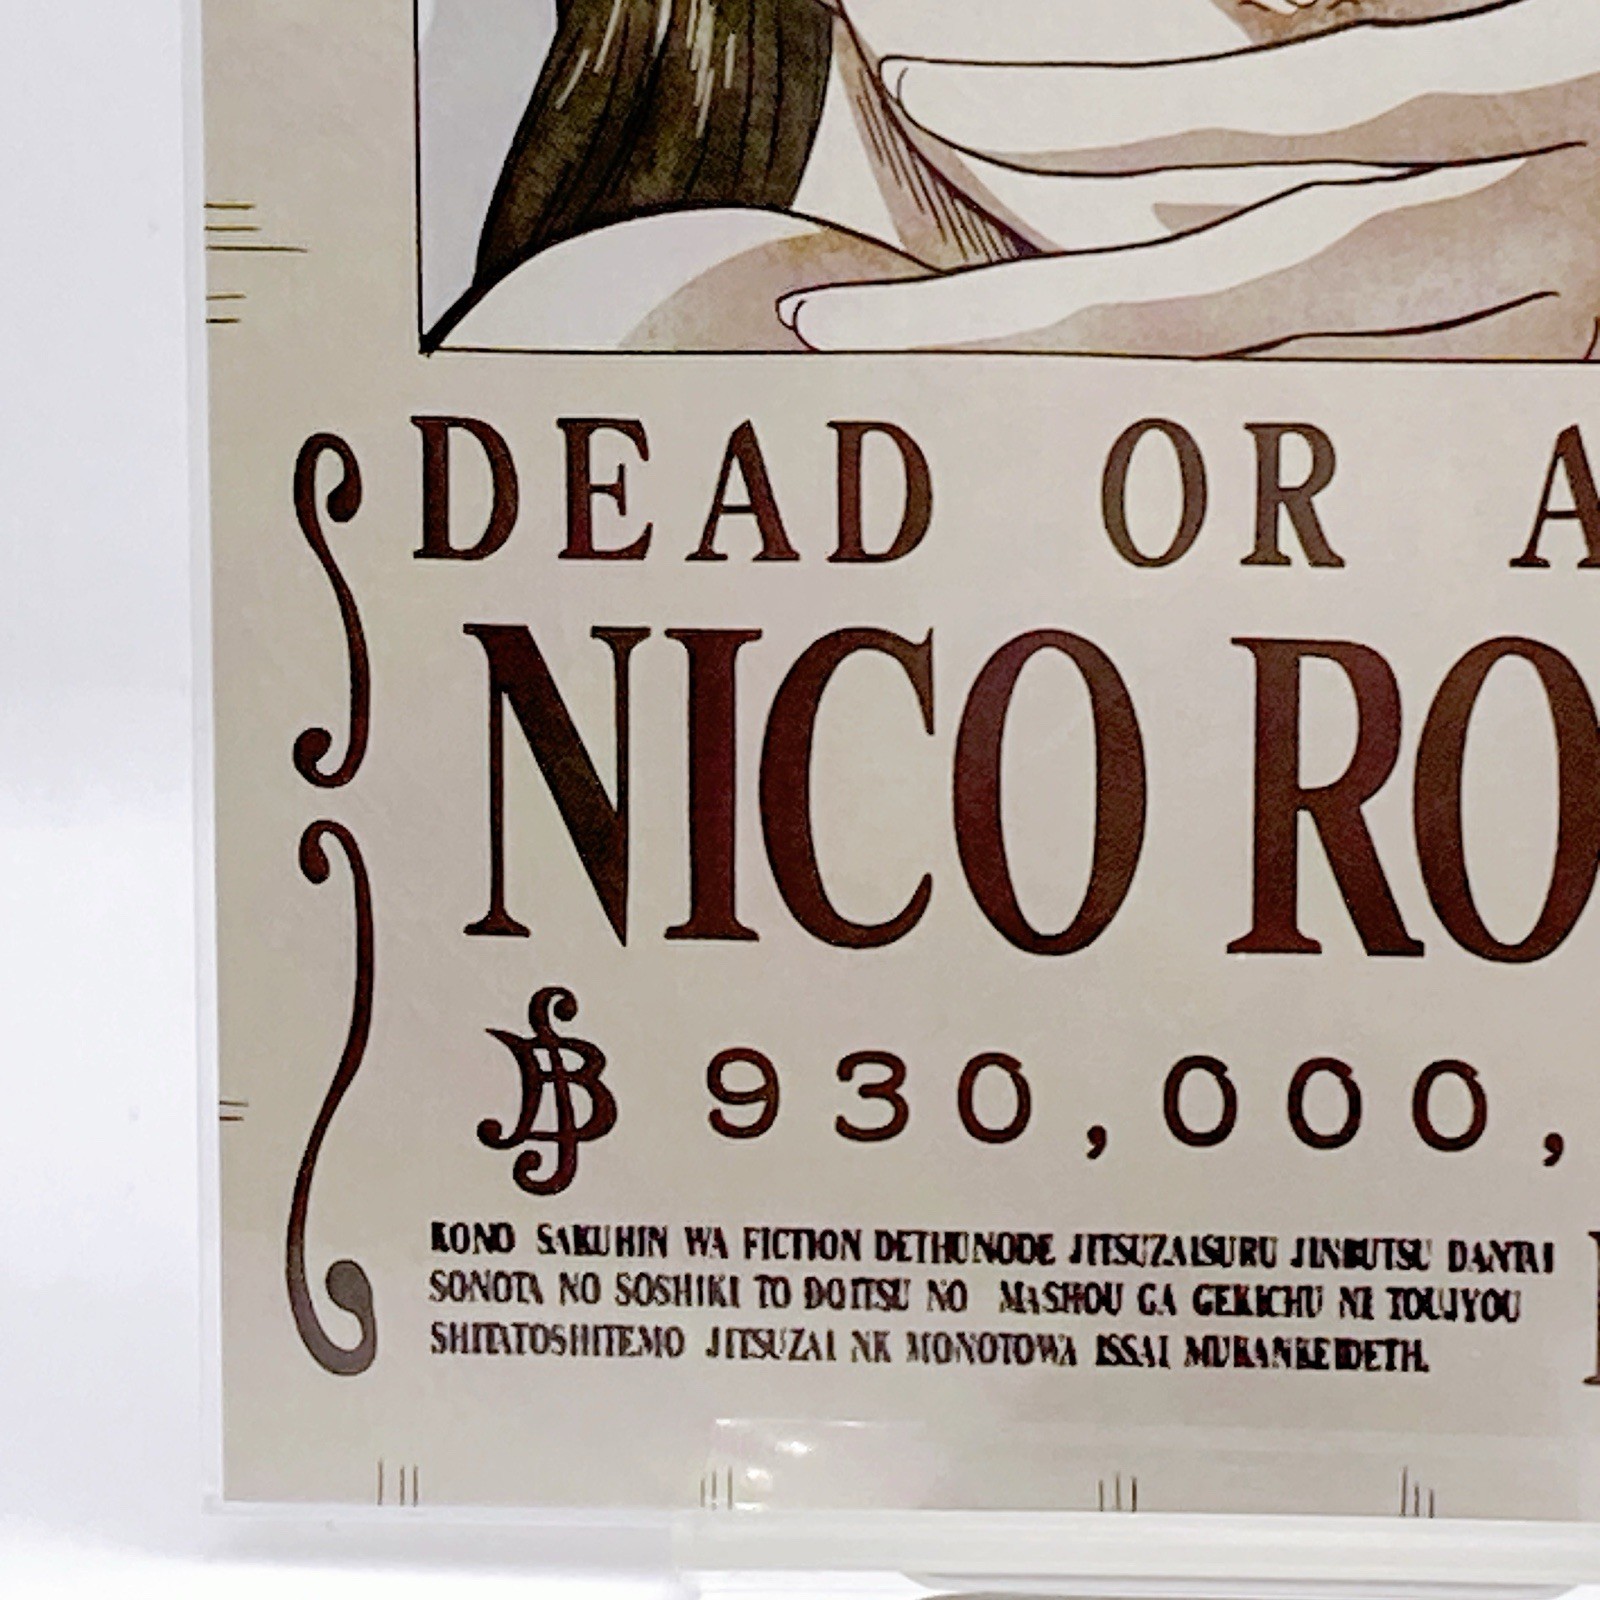 DEAD OR A
NICO RO
฿ 930,000,
KONO SAKUHIN WA FICTION DETHUNODE JITSUZAISURU JINBUTSU DANTAI
SONOTA NO SOSHIKI TO DOITSU NO MASHOU GA GEKICHU NI TOUJYOU
SHITATOSHITEMO JITSUZAI NK MONOTOWA ISSAI MUKANKEIDETH.